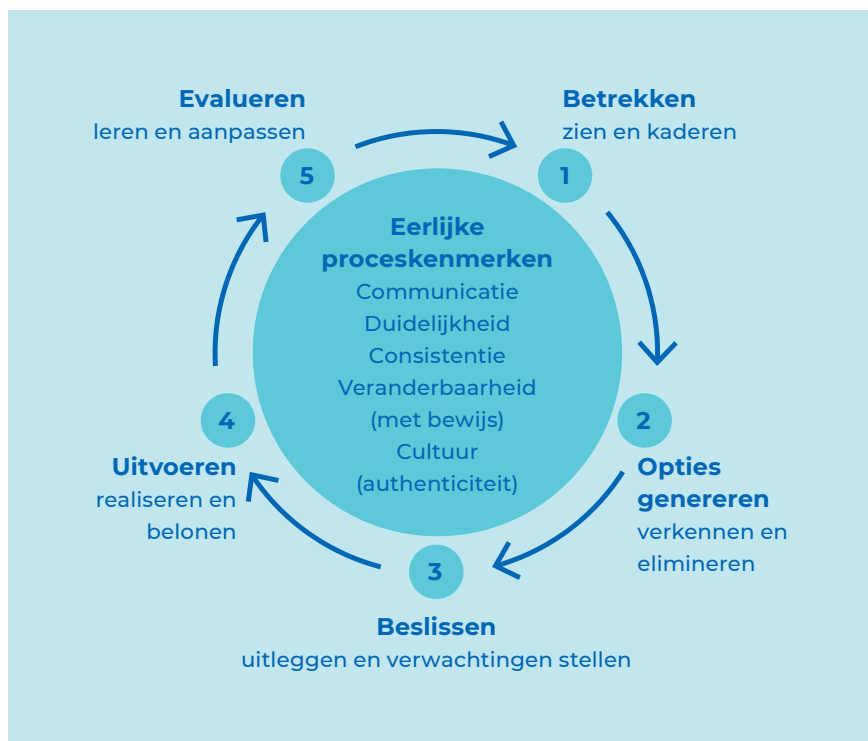 Evalueren
leren en aanpassen
5
Betrekken
zien en kaderen
1
Eerlijke
proceskenmerken
Communicatie
Duidelijkheid
Consistentie
Veranderbaarheid
(met bewijs)
Cultuur
(authenticiteit)
2
Opties
genereren
verkennen en
elimineren
3
Beslissen
uitleggen en verwachtingen stellen
4
Uitvoeren
realiseren en
belonen